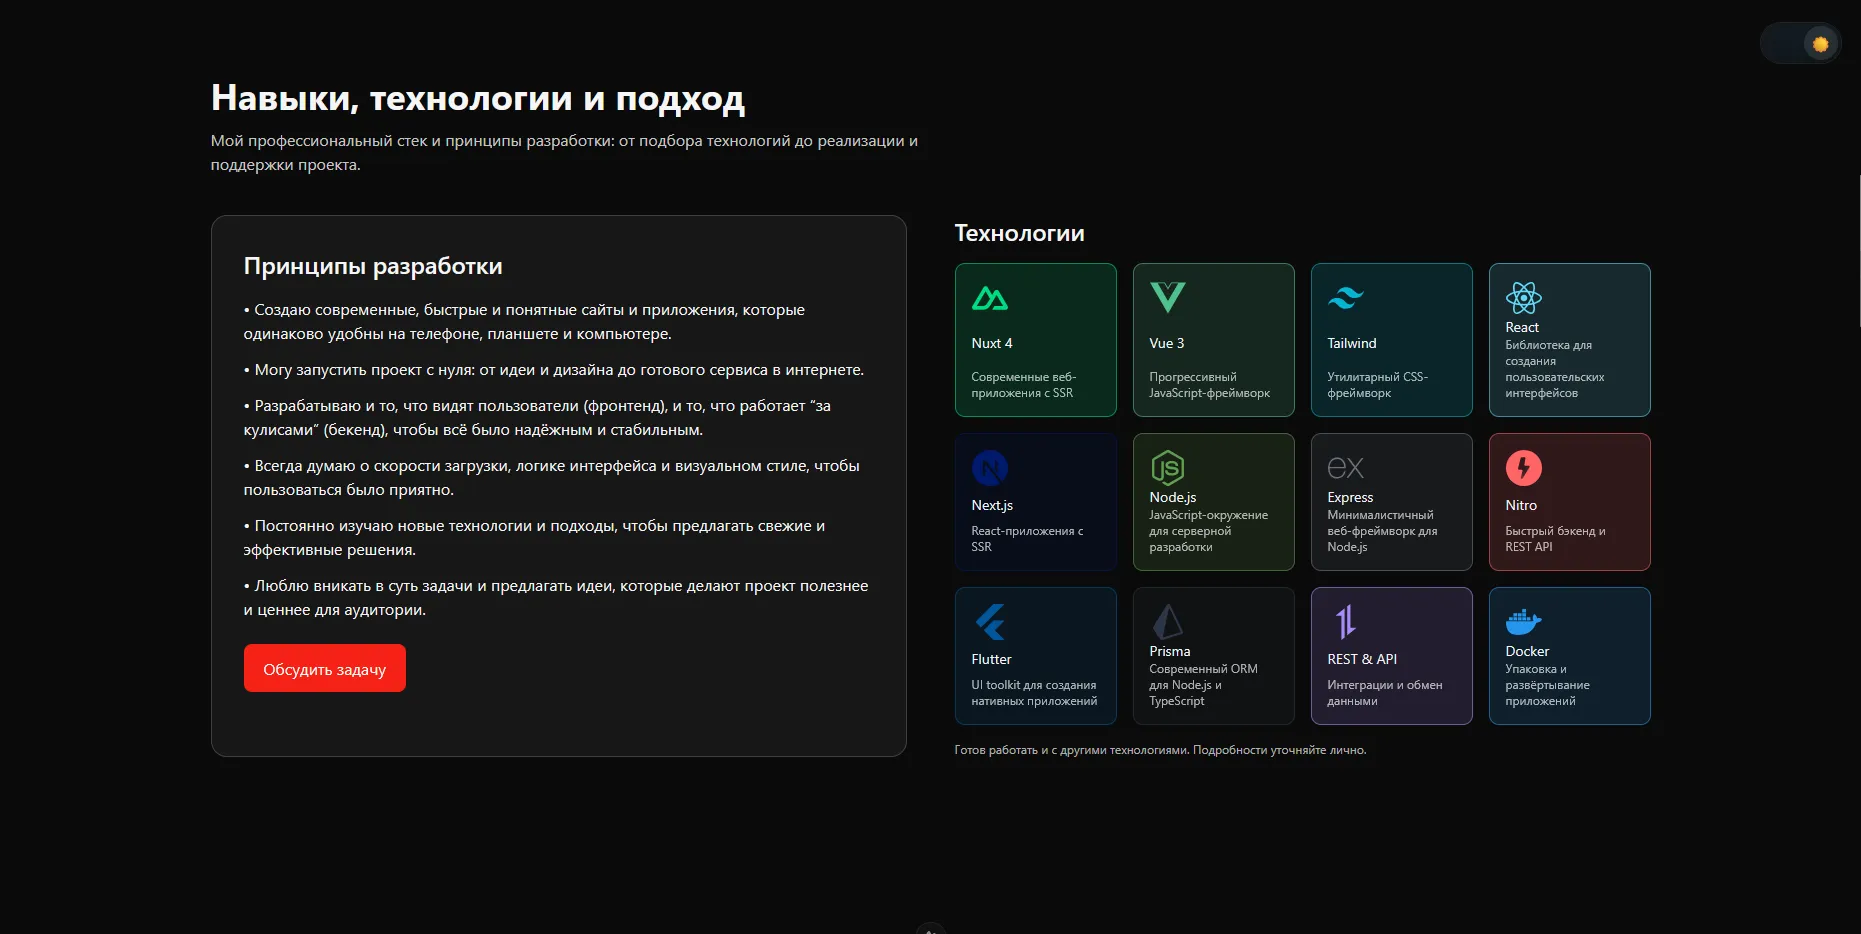 Навыки, технологии и подход
Мой профессиональный стек и принципы разработки: от подбора технологий до реализации и
поддержки проекта.
Принципы разработки
• Создаю современные, быстрые и понятные сайты и приложения, которые
одинаково удобны на телефоне, планшете и компьютере.
• Могу запустить проект с нуля: от идеи и дизайна до готового сервиса в интернете.
• Разрабатываю и то, что видят пользователи (фронтенд), и то, что работает “за
кулисами” (бекенд), чтобы всё было надёжным и стабильным.
• Всегда думаю о скорости загрузки, логике интерфейса и визуальном стиле, чтобы
пользоваться было приятно.
• Постоянно изучаю новые технологии и подходы, чтобы предлагать свежие и
эффективные решения.
• Люблю вникать в суть задачи и предлагать идеи, которые делают проект полезнее
и ценнее для аудитории.
Обсудить задачу
Технологии
Nuxt 4
Современные веб-
приложения с SSR
Vue 3
Прогрессивный
JavaScript-фреймворк
Tailwind
Утилитарный CSS-
фреймворк
React
Библиотека для
создания
пользовательских
интерфейсов
N
Next.js
React-приложения с
SSR
JS
Node.js
JavaScript-окружение
для серверной
разработки
ex
Express
Минималистичный
веб-фреймворк для
Node.js
Nitro
Быстрый бэкенд и
REST API
Flutter
UI toolkit для создания
нативных приложений
Prisma
Современный ORM
для Node.js и
TypeScript
REST & API
Интеграции и обмен
данными
Docker
Упаковка и
развёртывание
приложений
Готов работать и с другими технологиями. Подробности уточняйте лично.